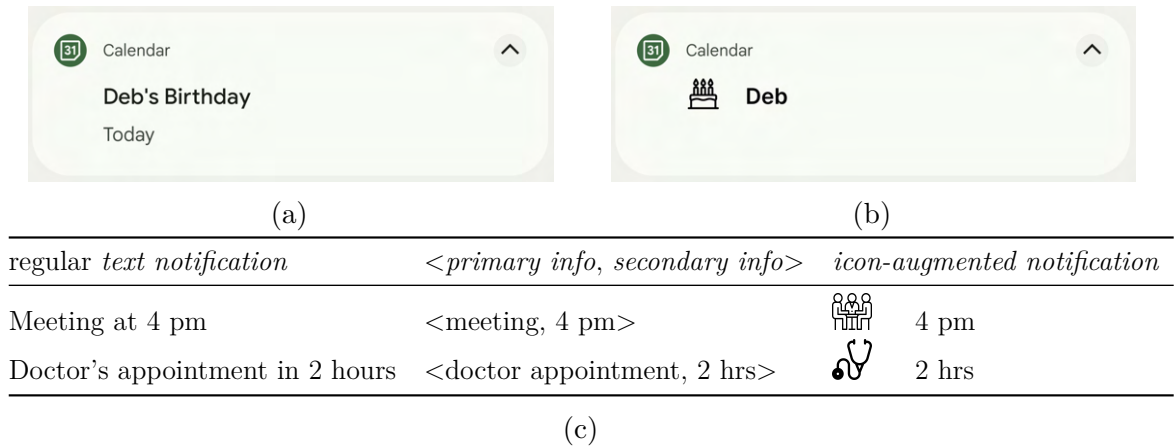 31 Calendar
Deb's Birthday
Today
31 Calendar
Deb
(a)
(b)
regular text notification <primary info, secondary info> icon-augmented notification
Meeting at 4 pm <meeting, 4 pm> 4 pm
Doctor's appointment in 2 hours <doctor appointment, 2 hrs> 2 hrs
(c)